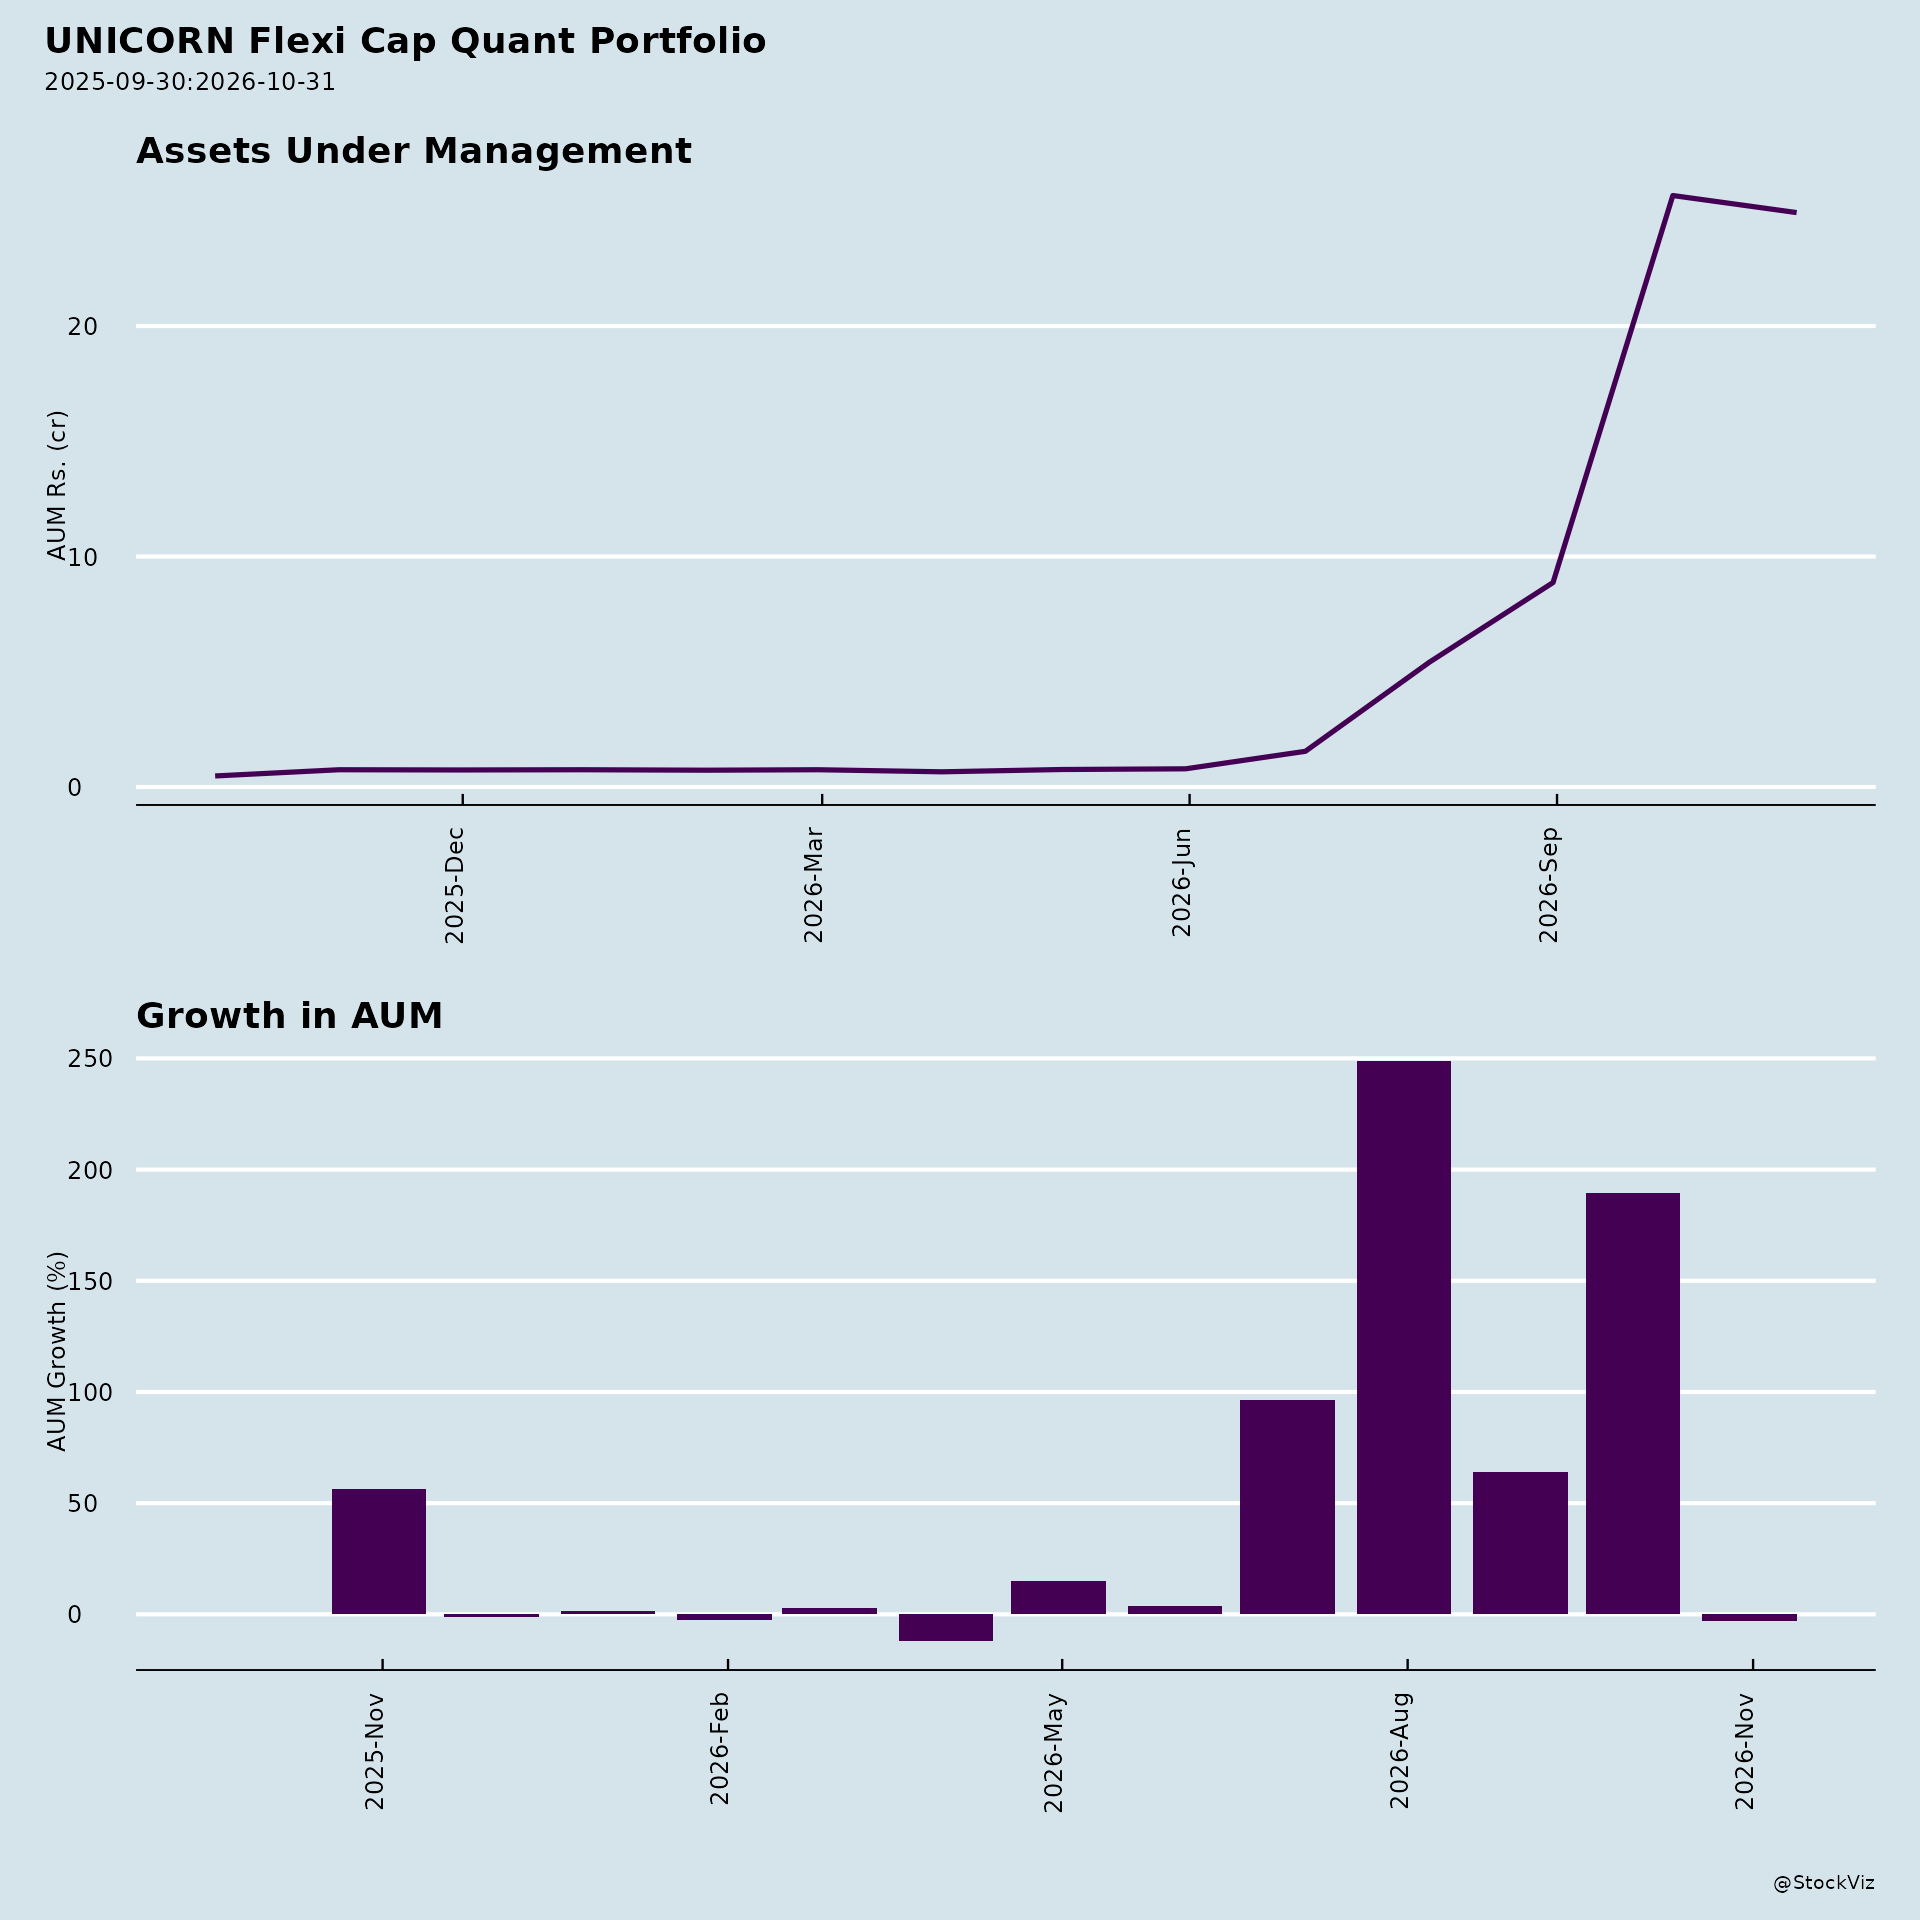 UNICORN Flexi Cap Quant Portfolio
2025-09-30:2026-10-31
Assets Under Management
AUM Rs. (cr)
20
10
0
2025-Dec
2026-Mar
2026-Jun
2026-Sep
Growth in AUM
AUM Growth (%)
250
200
150
100
50
0
2025-Nov
2026-Feb
2026-May
2026-Aug
2026-Nov
@StockViz